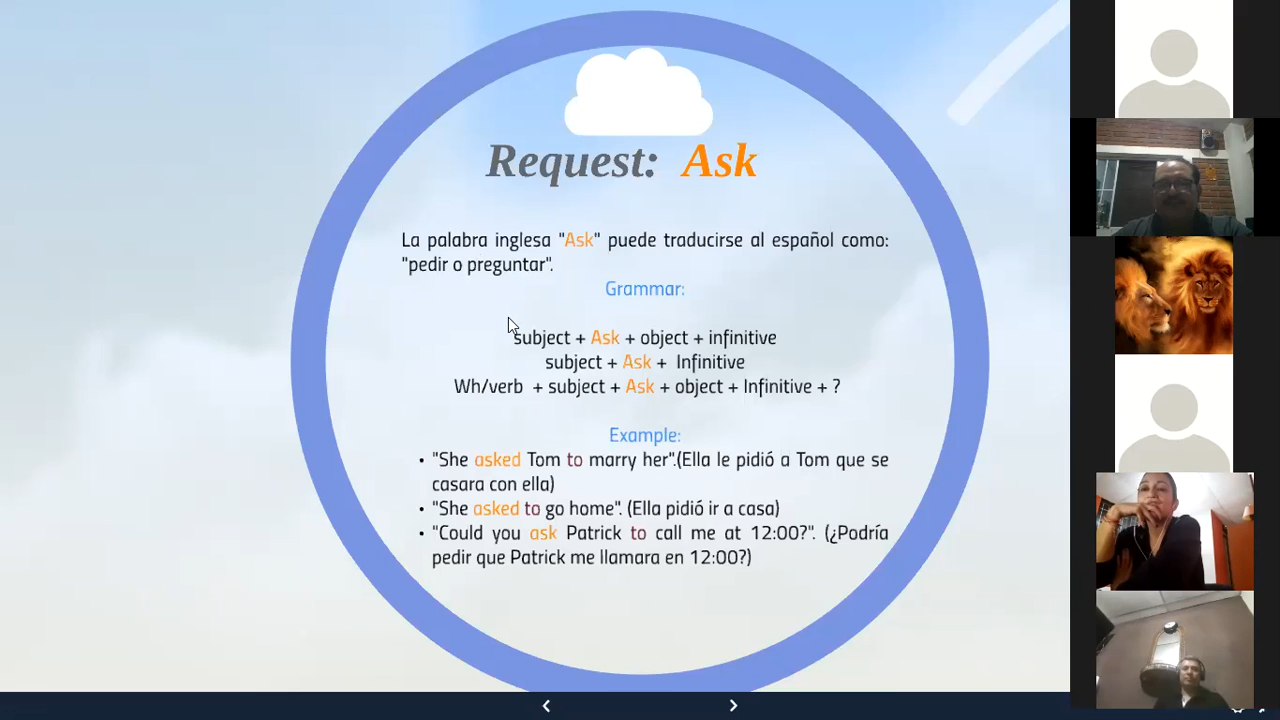 Request: Ask
La palabra inglesa "Ask" puede traducirse al español como:
"pedir o preguntar".
Grammar:
subject + Ask + object + infinitive
subject + Ask + Infinitive
Wh/verb + subject + Ask + object + Infinitive + ?
Example:
• "She asked Tom to marry her".(Ella le pidió a Tom que se
casara con ella)
• "She asked to go home". (Ella pidió ir a casa)
• "Could you ask Patrick to call me at 12:00?". (¿Podría
pedir que Patrick me llamara en 12:00?)